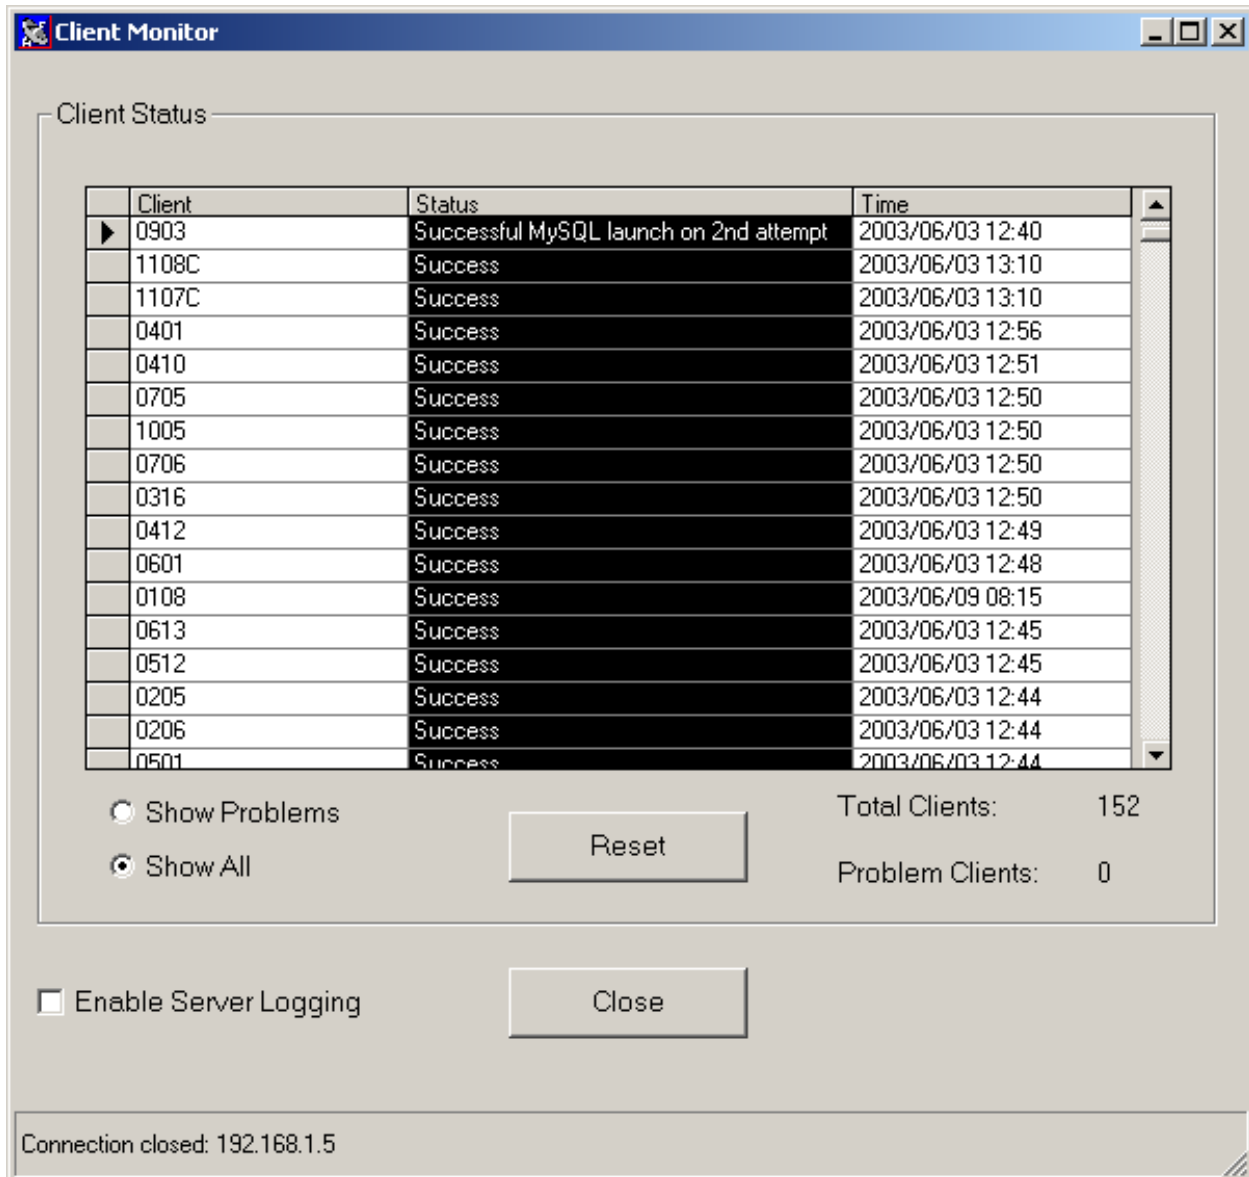 Client Monitor
Client Status
Client Status Time
0903 Successful MySQL launch on 2nd attempt 2003/06/03 12:40
1108C Success 2003/06/03 13:10
1107C Success 2003/06/03 13:10
0401 Success 2003/06/03 12:56
0410 Success 2003/06/03 12:51
0705 Success 2003/06/03 12:50
1005 Success 2003/06/03 12:50
0706 Success 2003/06/03 12:50
0316 Success 2003/06/03 12:50
0412 Success 2003/06/03 12:49
0601 Success 2003/06/03 12:48
0108 Success 2003/06/09 08:15
0613 Success 2003/06/03 12:45
0512 Success 2003/06/03 12:45
0205 Success 2003/06/03 12:44
0206 Success 2003/06/03 12:44
0501 Success 2003/06/03 12:44
Show Problems
Show All
Reset
Total Clients: 152
Problem Clients: 0
Enable Server Logging
Close
Connection closed: 192.168.1.5